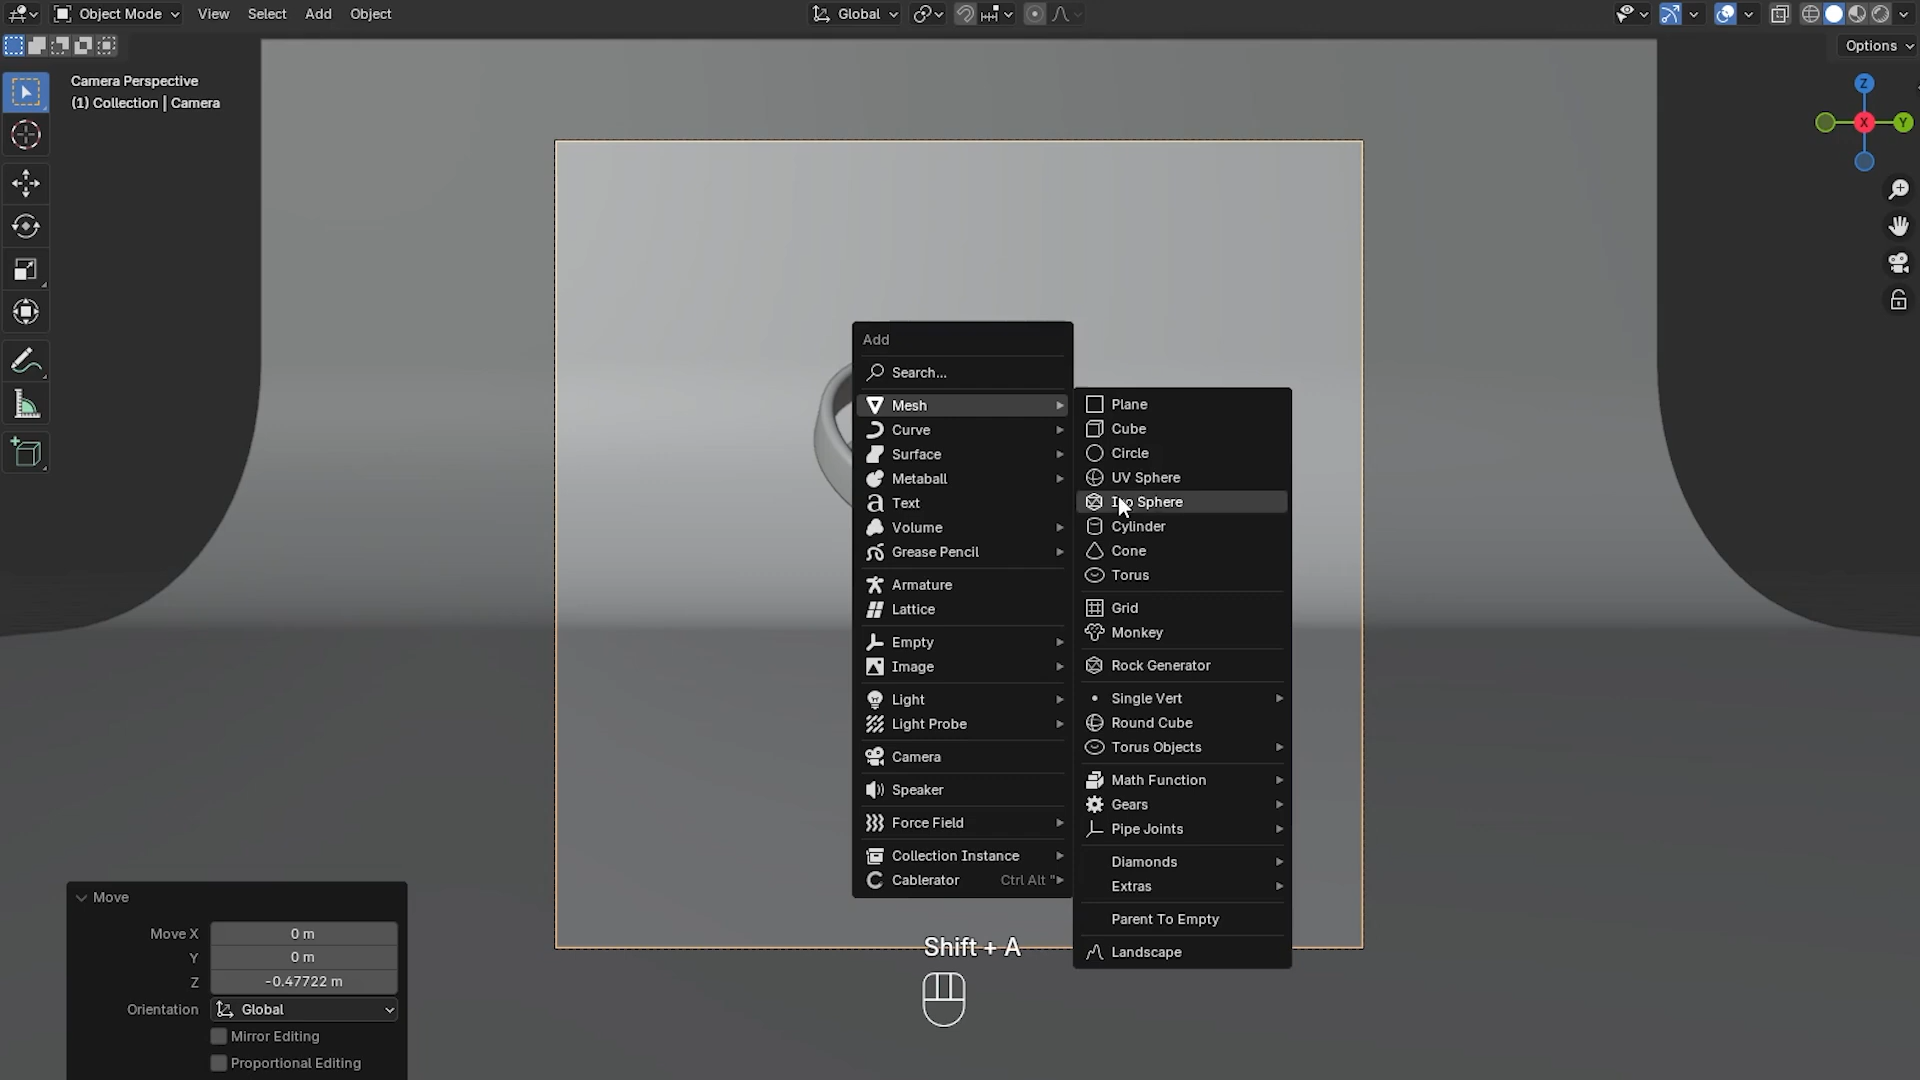 Object Mode
View
Select
Add
Object
Global
Options
Camera Perspective
(1) Collection | Camera
Z
X
Y
Add
Search...
Mesh
Curve
Surface
Metaball
Text
Volume
Grease Pencil
Armature
Lattice
Empty
Image
Light
Light Probe
Camera
Speaker
Force Field
Collection Instance
Cablerator Ctrl Alt "
Plane
Cube
Circle
UV Sphere
Ico Sphere
Cylinder
Cone
Torus
Grid
Monkey
Rock Generator
Single Vert
Round Cube
Torus Objects
Math Function
Gears
Pipe Joints
Diamonds
Extras
Parent To Empty
Landscape
Shift + A
Move
Move X 0 m
Y 0 m
Z -0.47722 m
Orientation Global
Mirror Editing
Proportional Editing